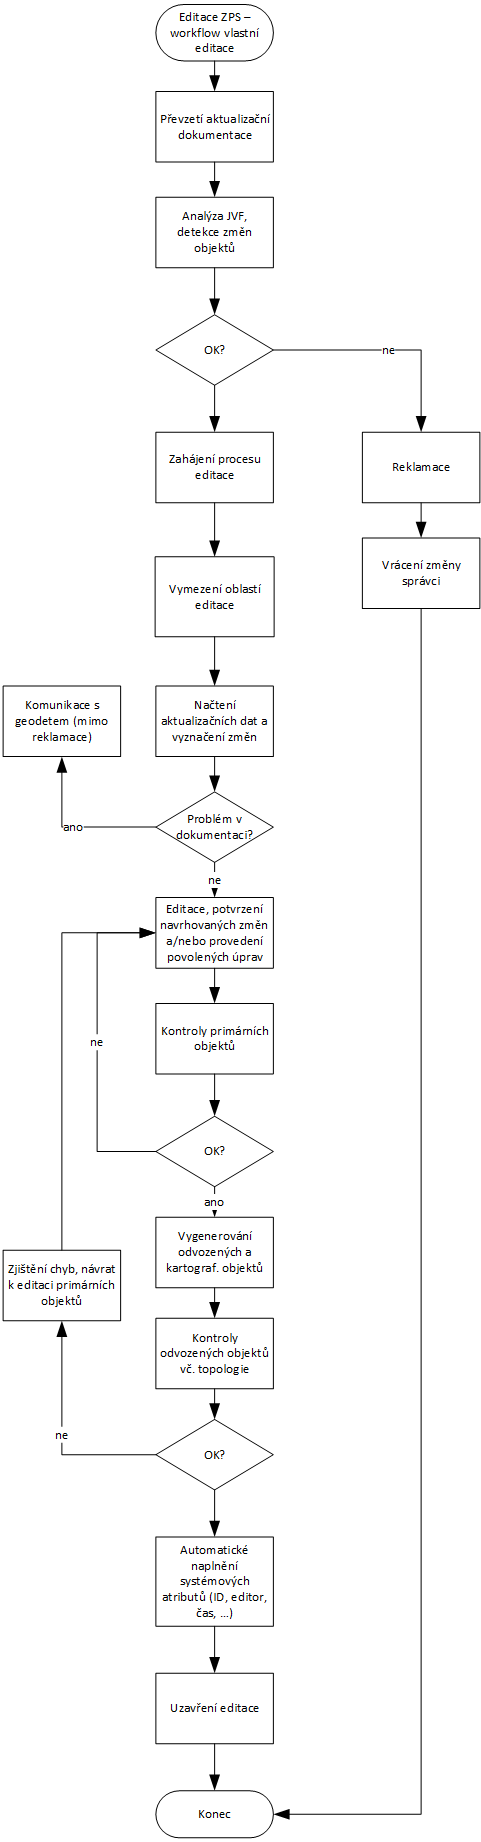 Editace ZPS –
workflow vlastní
editace
Převzetí aktualizační
dokumentace
Analýza JVF,
detekce změn
objektů
OK?
ne
Zahájení procesu
editace
Reklamace
Vrácení změny
správci
Vymezení oblastí
editace
Komunikace s
geodetem (mimo
reklamace)
Načtení
aktualizačních dat a
vyznačení změn
Problém v
dokumentaci?
ano
ne
Editace, potvrzení
navrhovaných změn
a/nebo provedení
povolených úprav
Kontroly primárních
objektů
ne
OK?
ano
Vygenerování
odvozených a
kartograf. objektů
Zjištění chyb, návrat
k editaci primárních
objektů
Kontroly
odvozených objektů
vč. topologie
ne
OK?
Automatické
naplnění
systémových
atributů (ID, editor,
čas, …)
Uzavření editace
Konec